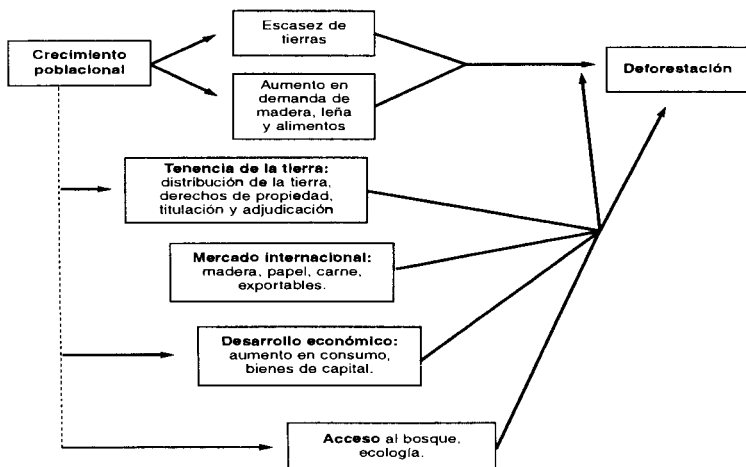 Escasez de
tierras
Crecimiento
poblacional
Deforestación
Aumento en
demanda de
madera, leña
y alimentos
Tenencia de la tierra:
distribución de la tierra,
derechos de propiedad,
titulación y adjudicación
Mercado internacional:
madera, papel, carne,
exportables.
Desarrollo económico:
aumento en consumo,
bienes de capital.
Acceso al bosque,
ecología.